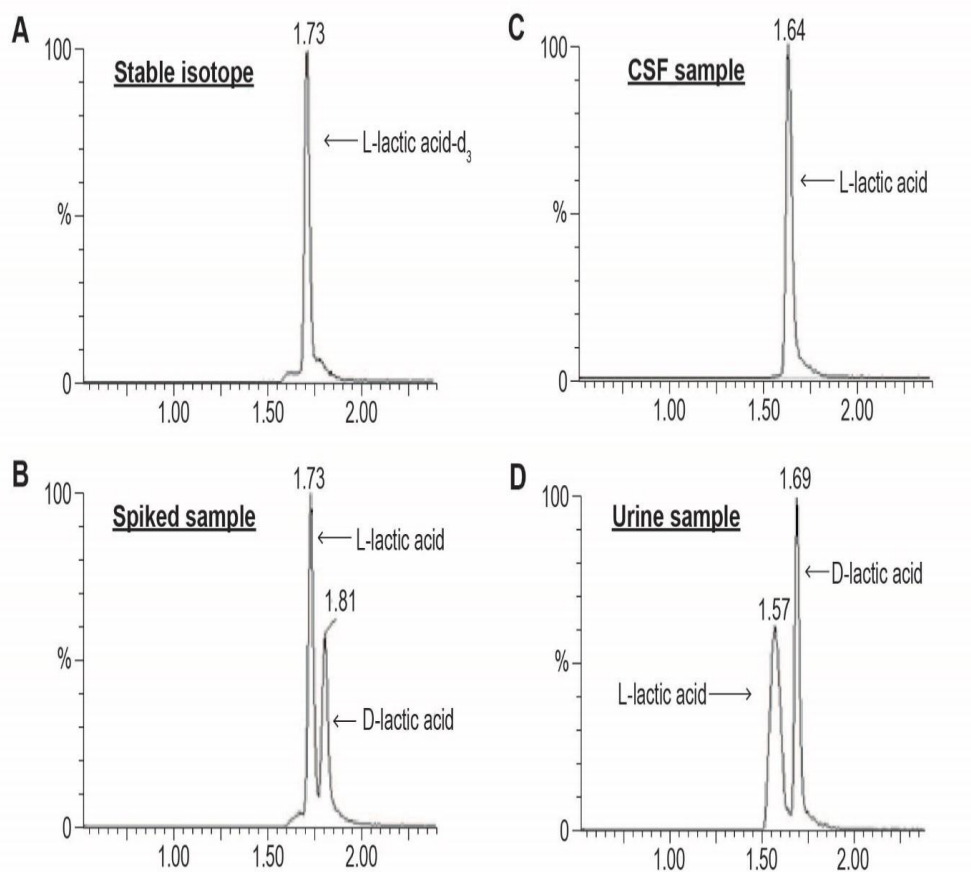 A
1.73
100
Stable isotope
← L-lactic acid-d3
%
0
1.00 1.50 2.00
C
1.64
100
CSF sample
← L-lactic acid
%
0
1.00 1.50 2.00
B
1.73
100
Spiked sample
← L-lactic acid
1.81
%
← D-lactic acid
0
1.00 1.50 2.00
D
1.69
100
Urine sample
← D-lactic acid
1.57
%
L-lactic acid →
0
1.00 1.50 2.00